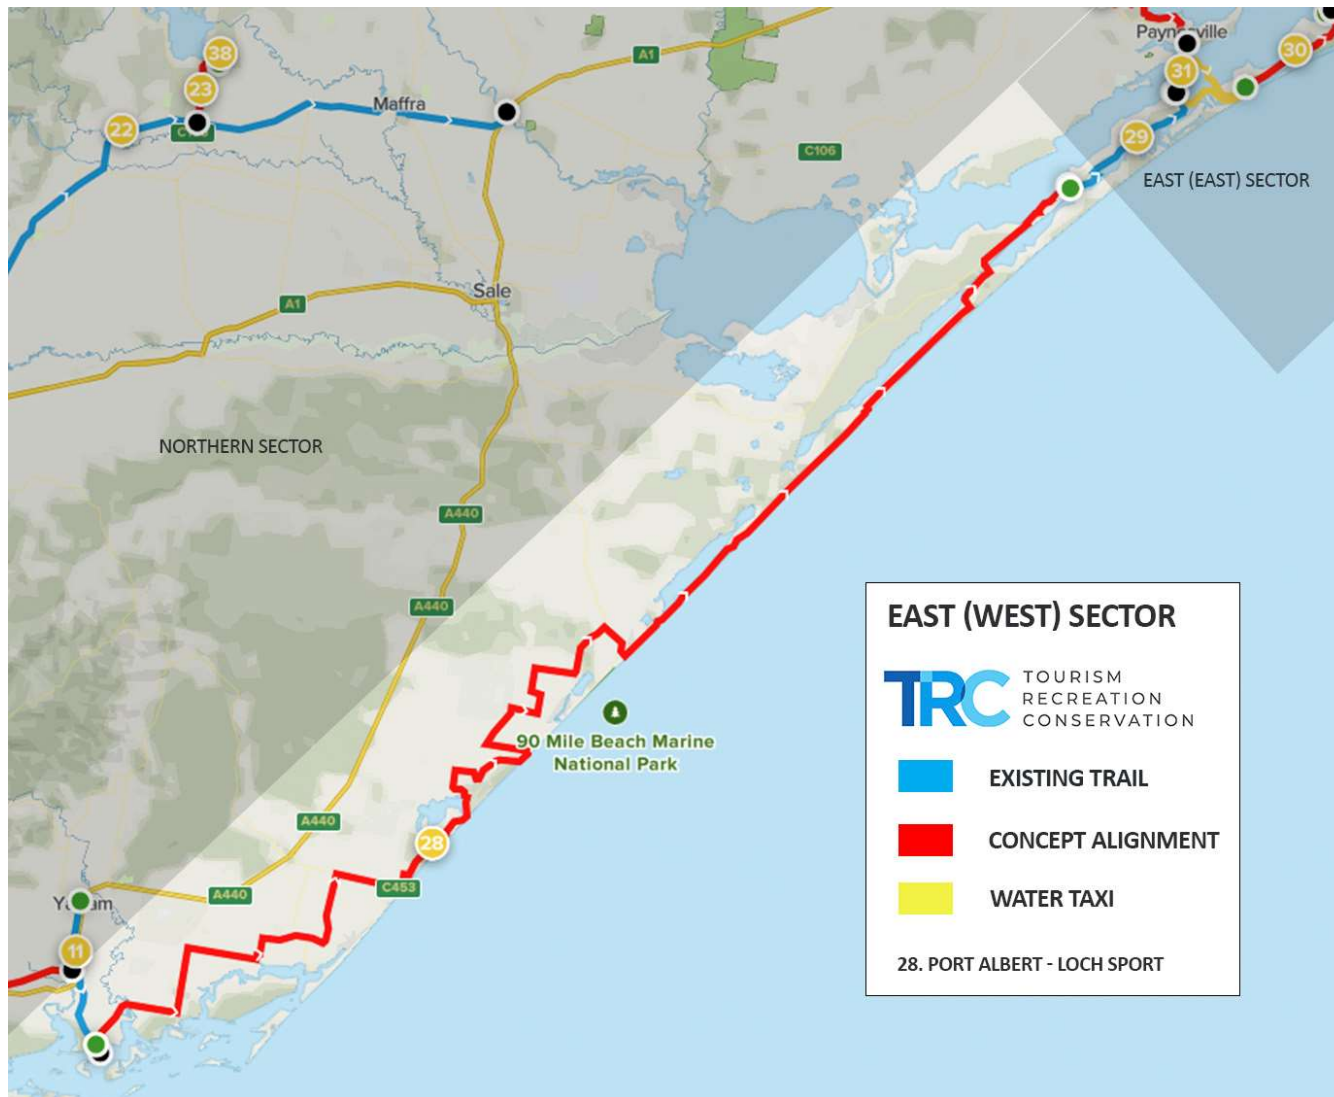 38
Paynesville
30
23
A1
31
Maffra
22
29
C106
EAST (EAST) SECTOR
Sale
A1
NORTHERN SECTOR
A440
A440
EAST (WEST) SECTOR
TRC TOURISM
RECREATION
CONSERVATION
90 Mile Beach Marine
National Park
EXISTING TRAIL
A440
28
CONCEPT ALIGNMENT
C453
A440
WATER TAXI
11
28. PORT ALBERT - LOCH SPORT